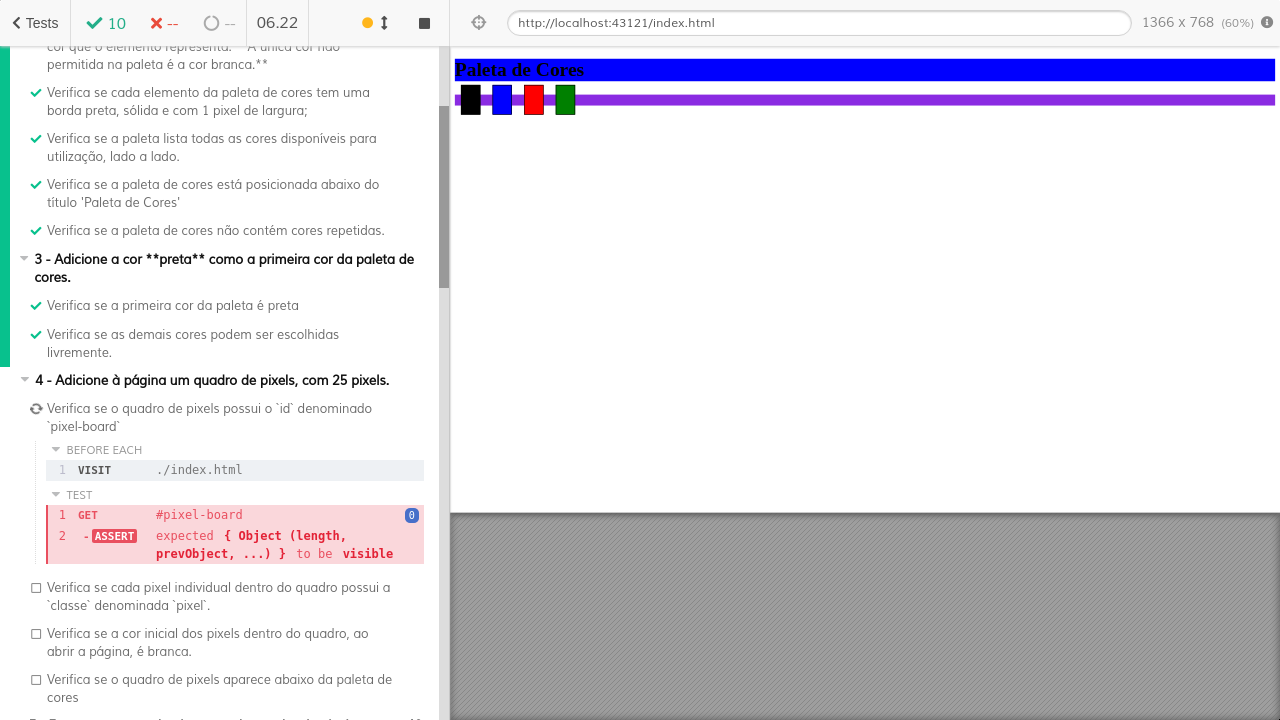 Tests 10 -- -- 06.22
cor que o elemento representa. **A única cor não
permitida na paleta é a cor branca.**
Verifica se cada elemento da paleta de cores tem uma
borda preta, sólida e com 1 pixel de largura;
Verifica se a paleta lista todas as cores disponíveis para
utilização, lado a lado.
Verifica se a paleta de cores está posicionada abaixo do
título 'Paleta de Cores'
Verifica se a paleta de cores não contém cores repetidas.
3 - Adicione a cor **preta** como a primeira cor da paleta de
cores.
Verifica se a primeira cor da paleta é preta
Verifica se as demais cores podem ser escolhidas
livremente.
4 - Adicione à página um quadro de pixels, com 25 pixels.
Verifica se o quadro de pixels possui o `id` denominado
`pixel-board`
BEFORE EACH
1 VISIT ./index.html
TEST
1 GET #pixel-board 0
2 -ASSERT expected { Object (length,
prevObject, ...) } to be visible
Verifica se cada pixel individual dentro do quadro possui a
`classe` denominada `pixel`.
Verifica se a cor inicial dos pixels dentro do quadro, ao
abrir a página, é branca.
Verifica se o quadro de pixels aparece abaixo da paleta de
cores
http://localhost:43121/index.html 1366 x 768 (60%)
Paleta de Cores